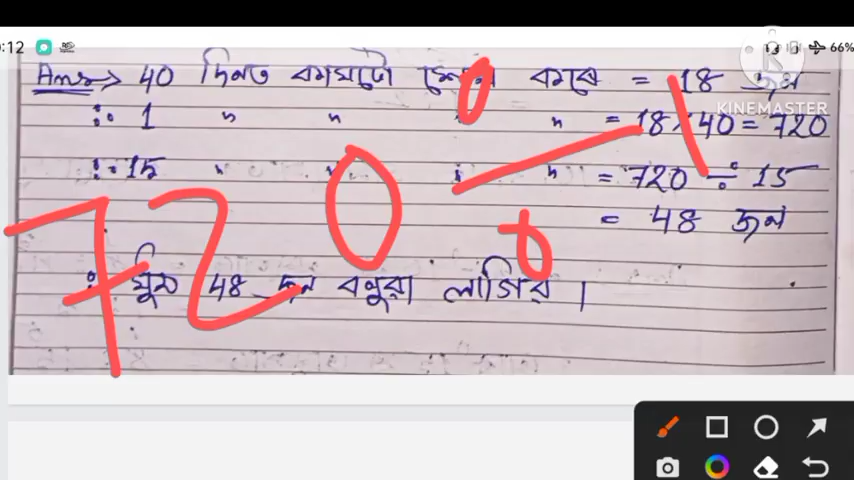 :12 66%
Ans → 40 দিনত কামটো শেষ কৰে = 18 জন
KINEMASTER
∴ 1 " " " " = 18 × 40 = 720
∴ 15 " " " " = 720 ÷ 15
= 48 জন
720
∴ মুঠ 48 জন বনুৱা লাগিব ।